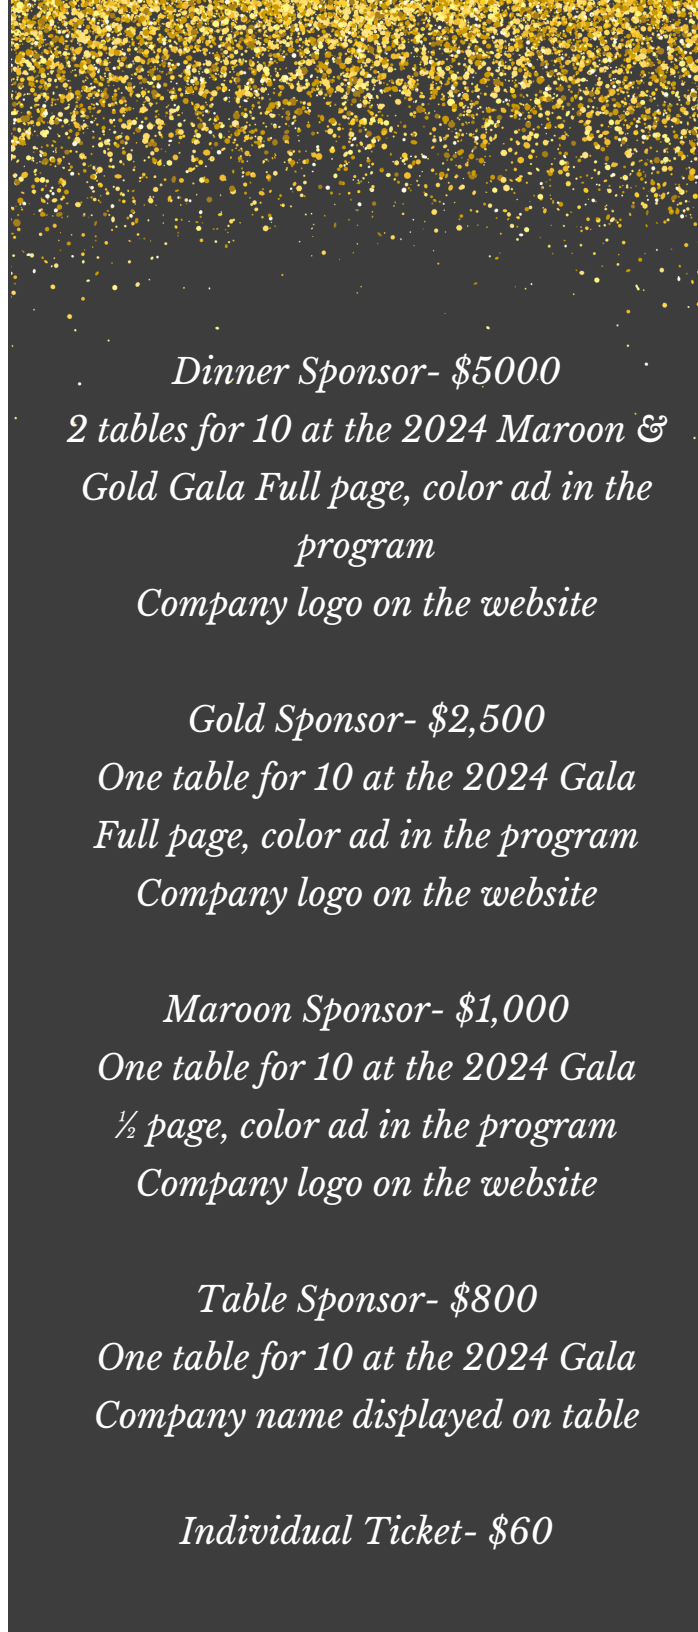 Dinner Sponsor- $5000
2 tables for 10 at the 2024 Maroon &
Gold Gala Full page, color ad in the
program
Company logo on the website
Gold Sponsor- $2,500
One table for 10 at the 2024 Gala
Full page, color ad in the program
Company logo on the website
Maroon Sponsor- $1,000
One table for 10 at the 2024 Gala
½ page, color ad in the program
Company logo on the website
Table Sponsor- $800
One table for 10 at the 2024 Gala
Company name displayed on table
Individual Ticket- $60